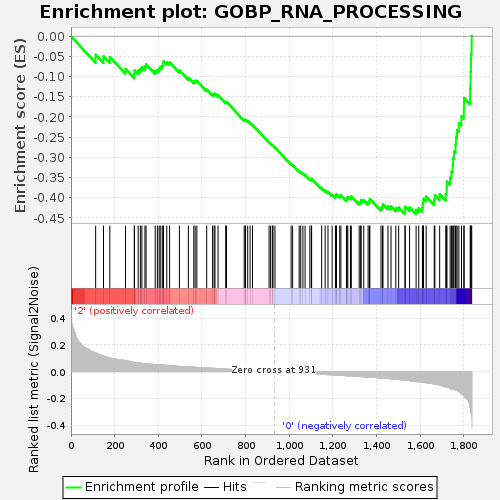 Enrichment plot: GOBP_RNA_PROCESSING
Enrichment score (ES)
0.00
-0.05
-0.10
-0.15
-0.20
-0.25
-0.30
-0.35
-0.40
-0.45
'2' (positively correlated)
Ranked list metric (Signal2Noise)
0.4
0.2
0.0
-0.2
-0.4
Zero cross at 931
'0' (negatively correlated)
0 200 400 600 800 1,000 1,200 1,400 1,600 1,800
Rank in Ordered Dataset
Enrichment profile Hits Ranking metric scores